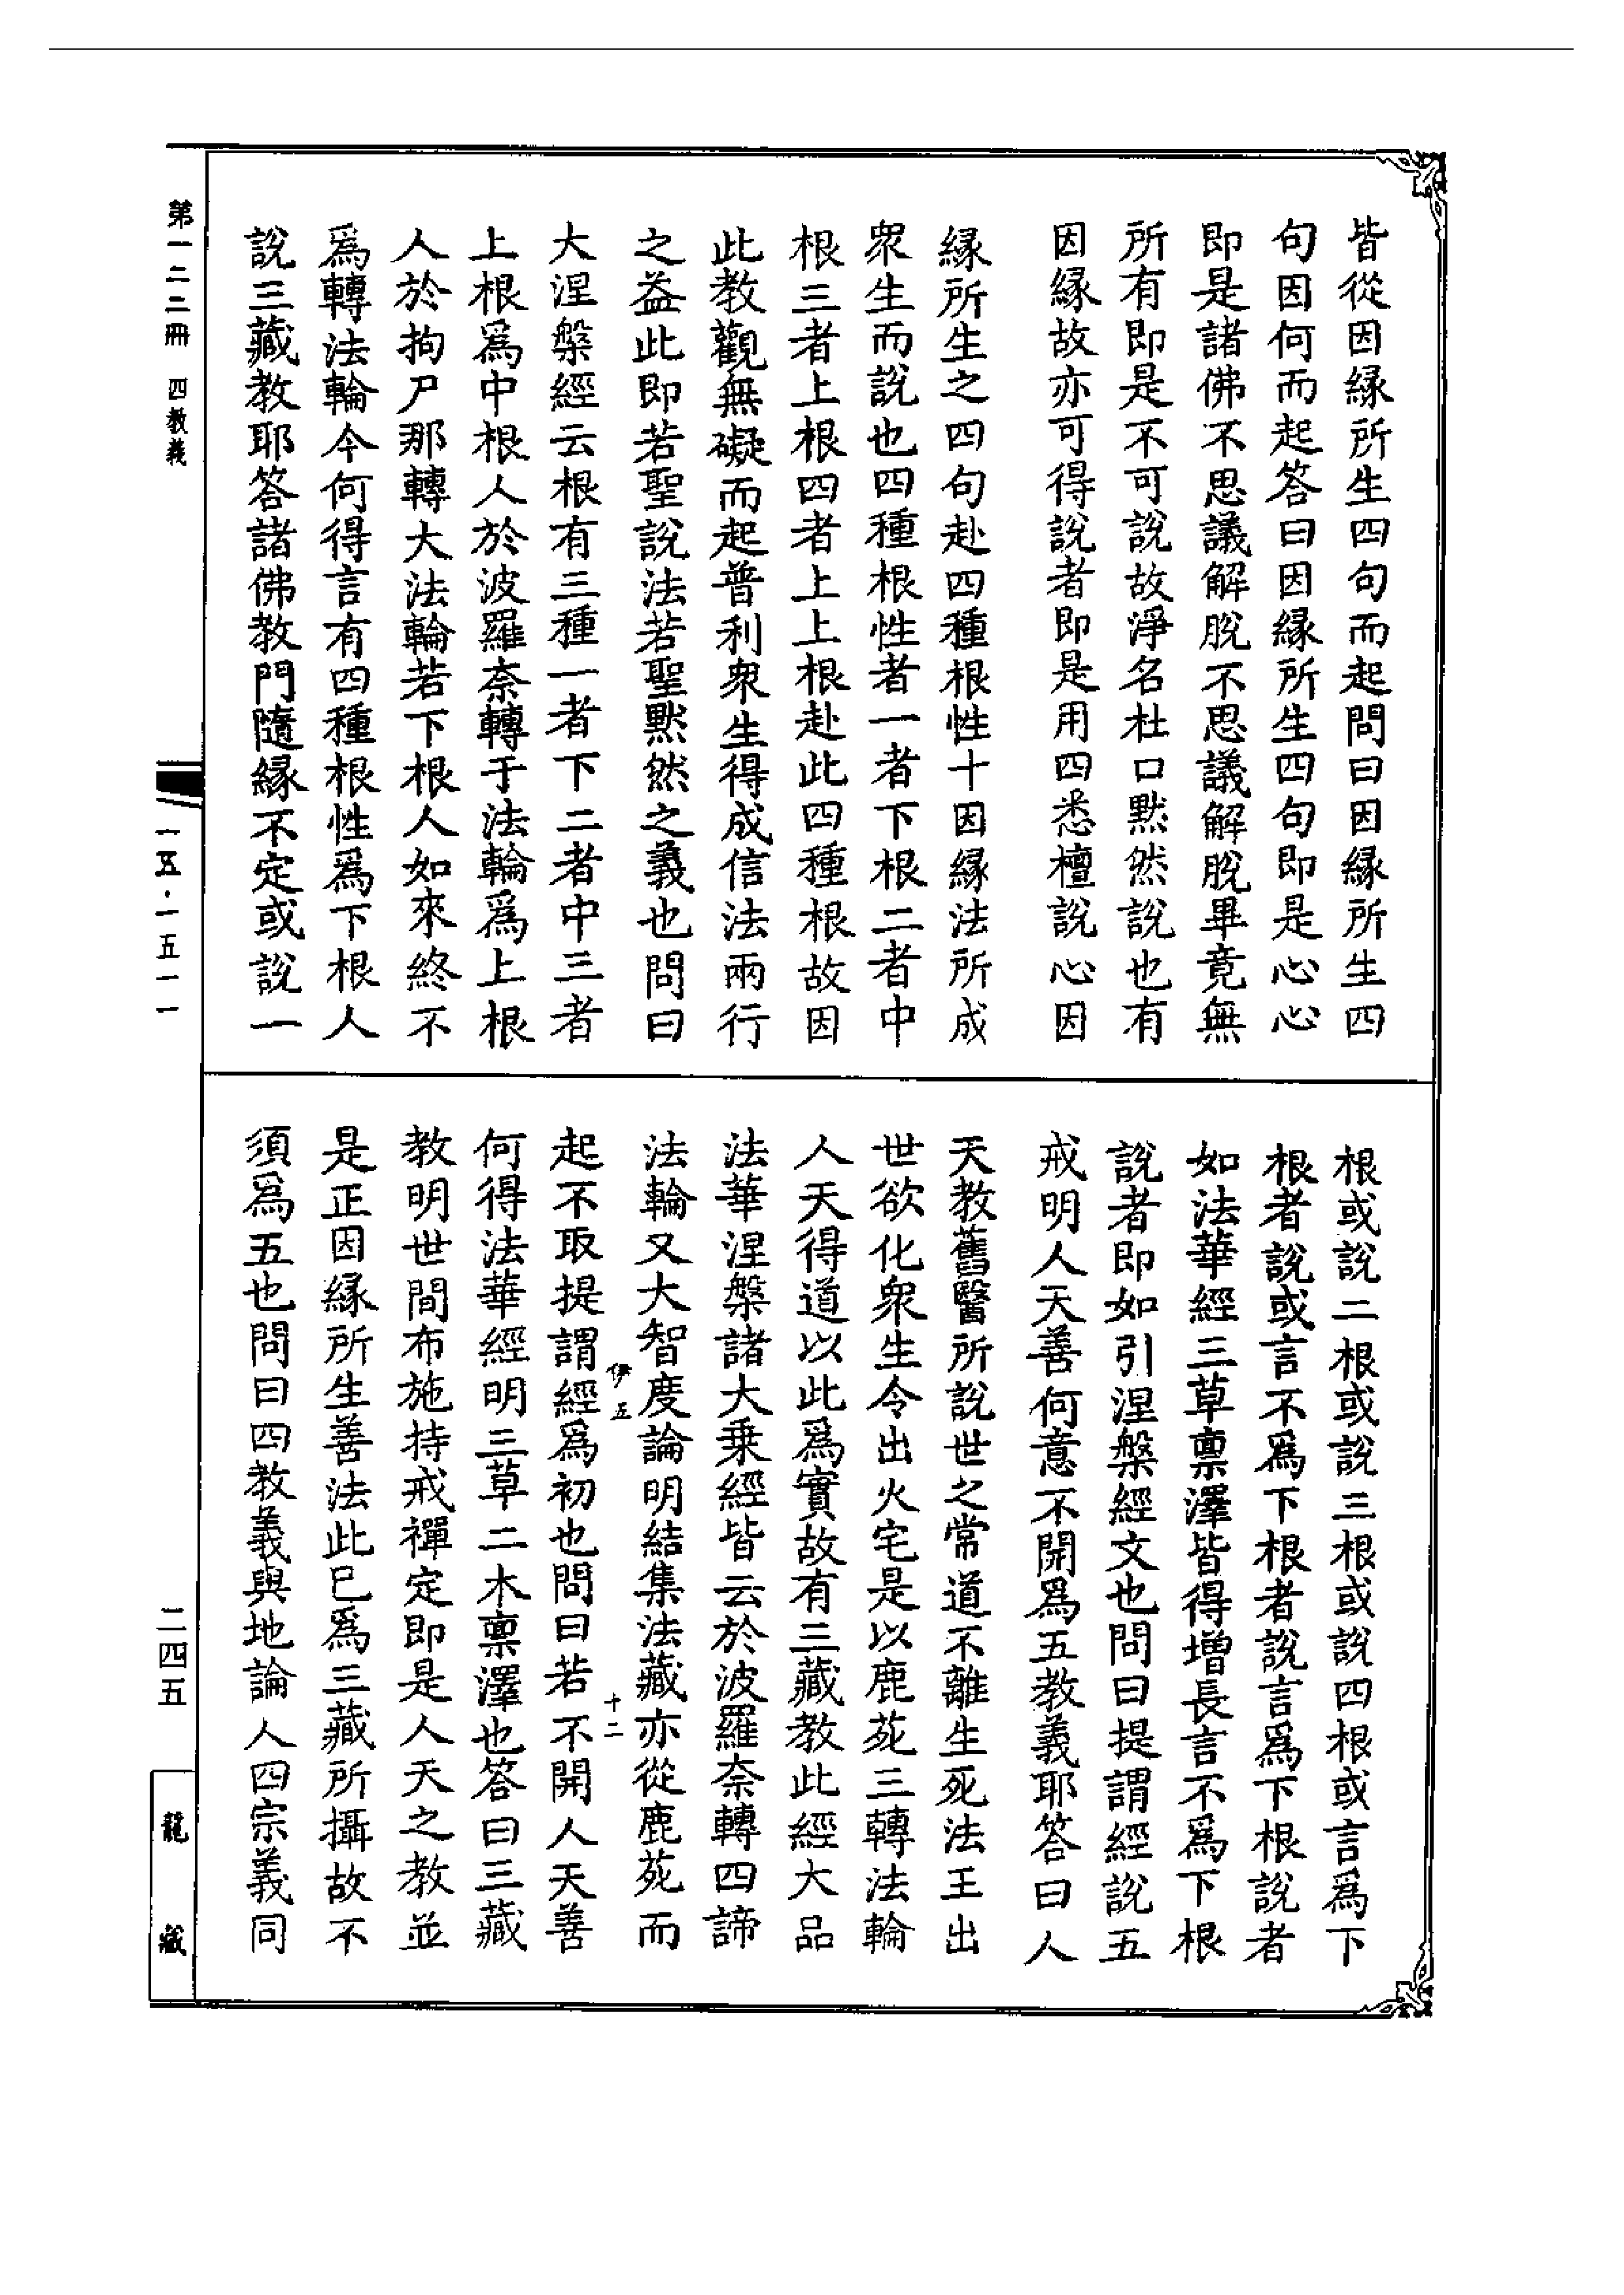 皆從因緣所生四句而起問曰因緣所生四
句因何而起答曰因緣所生四句即是心心
即是諸佛不思議解脫不思議解脫畢竟無
所有即是不可說故淨名杜口默然說也有
因緣故亦可得說者即是用四悉檀說心因
緣所生之四句赴四種根性十因緣法所成
衆生而說也四種根性者一者下根二者中
根三者上根四者上上根赴此四種根故因
此教觀無礙而起普利衆生得成信法兩行
之益此即若聖說法若聖默然之義也問曰
大涅槃經云根有三種一者下二者中三者
上根爲中根人於波羅奈轉于法輪爲上根
人於拘尸那轉大法輪若下根人如來終不
爲轉法輪今何得言有四種根性爲下根人
說三藏教耶答諸佛教門隨緣不定或說一
根或說二根或說三根或說四根或言爲下
根者說或言不爲下根者說言爲下根說者
如法華經三草禀澤皆得增長言不爲下根
說者即如引涅槃經文也問曰提謂經說五
戒明人天善何意不開爲五教義耶答曰人
天教舊醫所說世之常道不離生死法王出
世欲化衆生令出火宅是以鹿苑三轉法輪
人天得道以此爲實故有三藏教此經大品
法華涅槃諸大乗經皆云於波羅奈轉四諦
法輪又大智度論明結集法藏亦從鹿苑而
伊五 十二
起不取提謂經爲初也問曰若不開人天善
何得法華經明三草二木禀澤也答曰三藏
教明世間布施持戒禪定即是人天之教並
是正因緣所生善法此已爲三藏所攝故不
須爲五也問曰四教義與地論人四宗義同
第一二二冊 四教義
一五·一五一一
二四五
龍藏